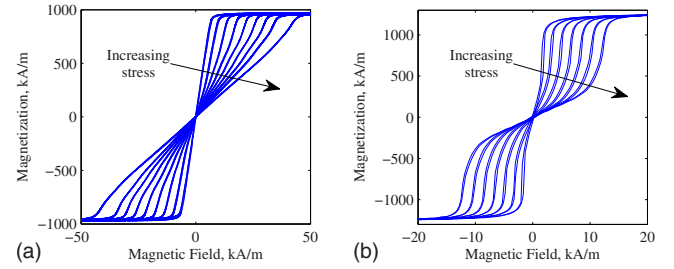 1000
500
0
−500
−1000
Magnetization, kA/m
Increasing
stress
−50
0
50
(a)
Magnetic Field, kA/m
1000
500
0
−500
−1000
Magnetization, kA/m
Increasing
stress
−20
−10
0
10
20
(b)
Magnetic Field, kA/m